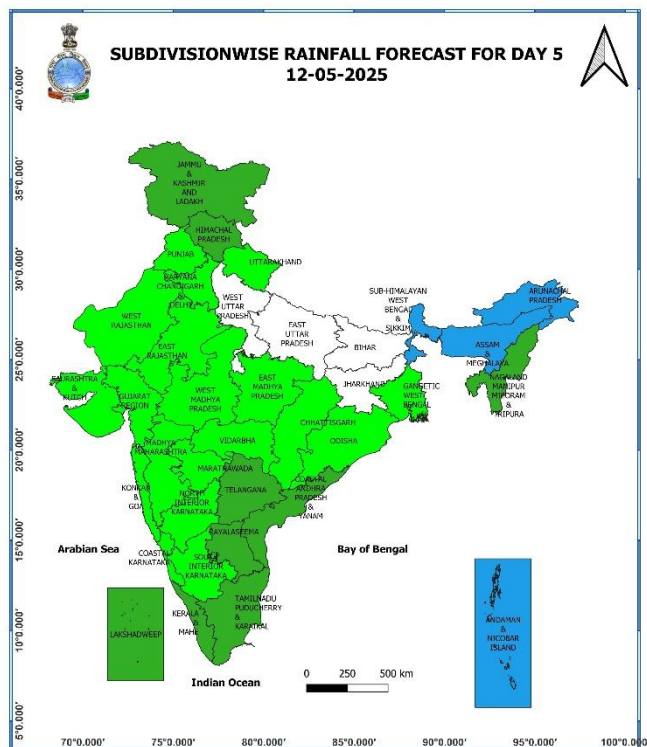 SUBDIVISIONWISE RAINFALL FORECAST FOR DAY 5
12-05-2025
40°0.000'
35°0.000'
30°0.000'
25°0.000'
20°0.000'
15°0.000'
10°0.000'
5°0.000'
JAMMU
&
KASHMIR
AND
LADAKH
HIMACHAL
PRADESH
PUNJAB
UTTARAKHAND
HARYANA
CHANDIGARH
&
DELHI
WEST
UTTAR
PRADESH
SUB-HIMALAYAN
WEST
BENGAL
&
SIKKIM
ARUNACHAL
PRADESH
WEST
RAJASTHAN
EAST
UTTAR
PRADESH
BIHAR
ASSAM
&
MEGHALAYA
EAST
RAJASTHAN
NAGALAND
MANIPUR
MIZORAM
&
TRIPURA
SAURASHTRA
&
KUTCH
GUJARAT
REGION
WEST
MADHYA
PRADESH
EAST
MADHYA
PRADESH
JHARKHAND
GANGETIC
WEST
BENGAL
CHHATTISGARH
ODISHA
MADHYA
MAHARASHTRA
VIDARBHA
MARATHWADA
KONKAN
&
GOA
NORTH
INTERIOR
KARNATAKA
TELANGANA
COASTAL
ANDHRA
PRADESH
&
YANAM
RAYALASEEMA
Arabian Sea
Bay of Bengal
COASTAL
KARNATAKA
SOUTH
INTERIOR
KARNATAKA
TAMILNADU
PUDUCHERRY
&
KARAIKAL
KERALA
&
MAHE
LAKSHADWEEP
ANDAMAN
&
NICOBAR
ISLAND
Indian Ocean
0 250 500 km
70°0.000' 75°0.000' 80°0.000' 85°0.000' 90°0.000' 95°0.000' 100°0.000'